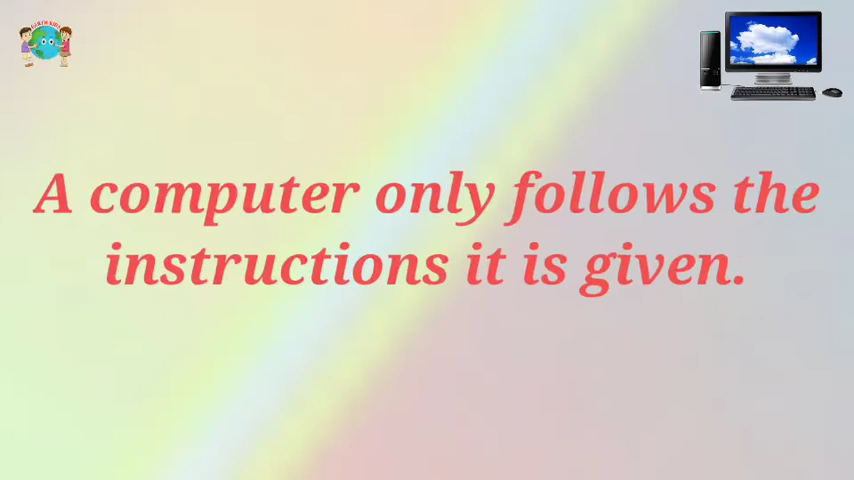 A computer only follows the
instructions it is given.